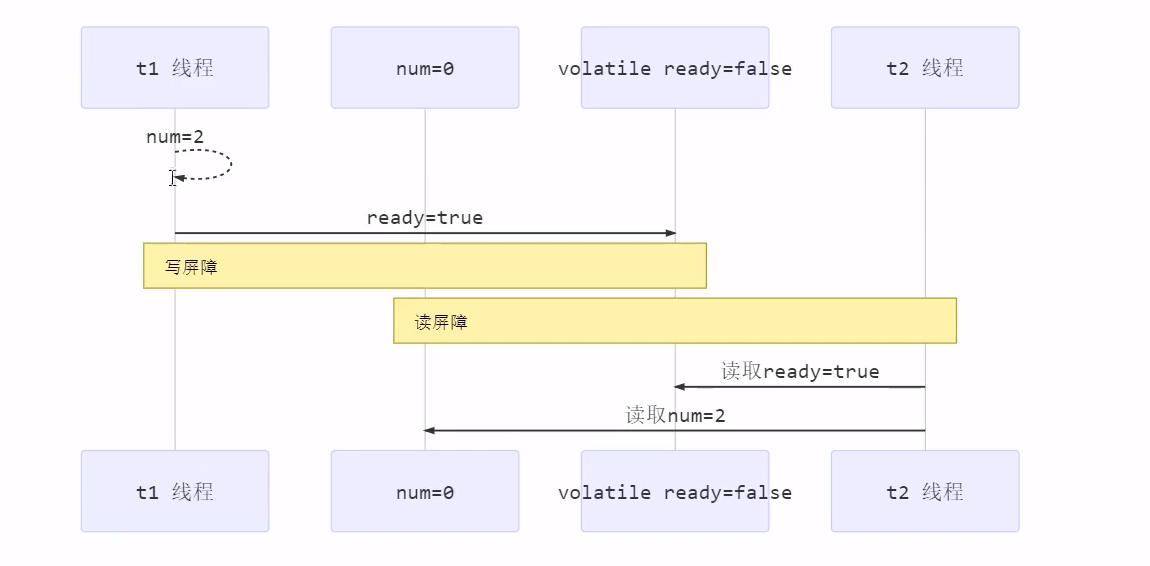 t1 线程
num=0
volatile ready=false
t2 线程
num=2
ready=true
写屏障
读屏障
读取ready=true
读取num=2
t1 线程
num=0
volatile ready=false
t2 线程